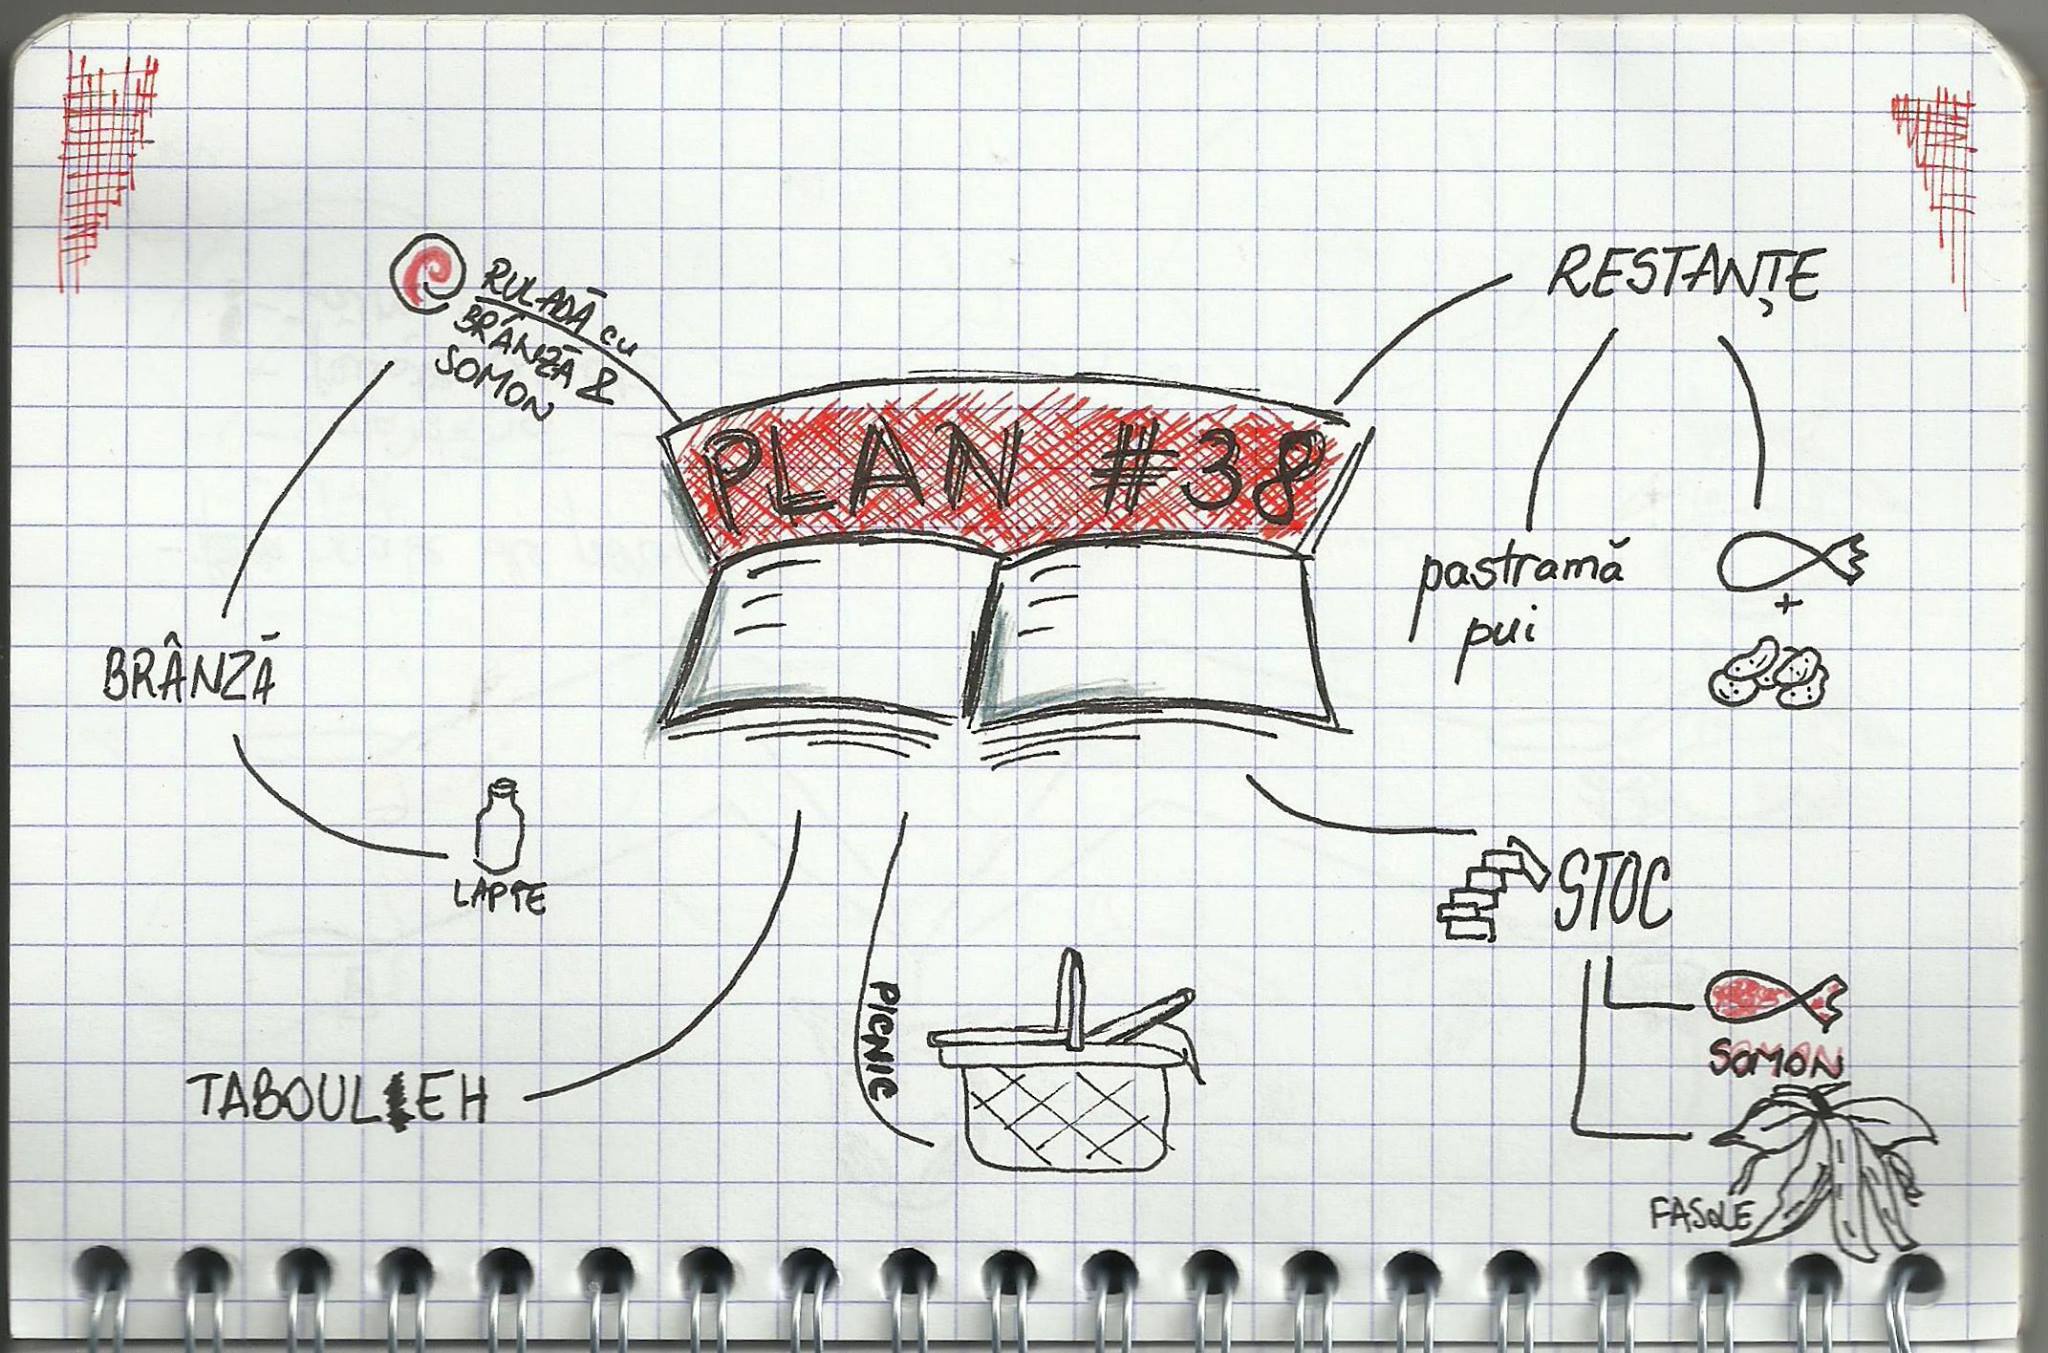 PLAN #38
RULADĂ cu
BRÂNZĂ &
SOMON
BRÂNZĂ
LAPTE
TABOULEH
PICNIC
RESTANȚE
pastramă
pui
+
STOC
SOMON
FASOLE